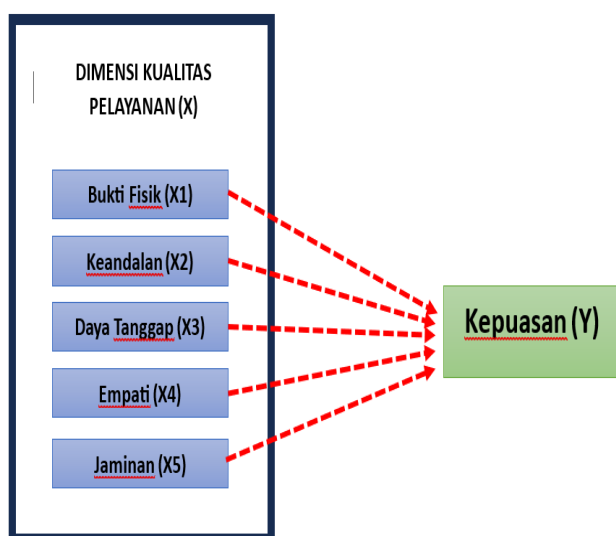 DIMENSI KUALITAS
PELAYANAN (X)
Bukti Fisik (X1)
Keandalan (X2)
Daya Tanggap (X3)
Empati (X4)
Jaminan (X5)
Kepuasan (Y)